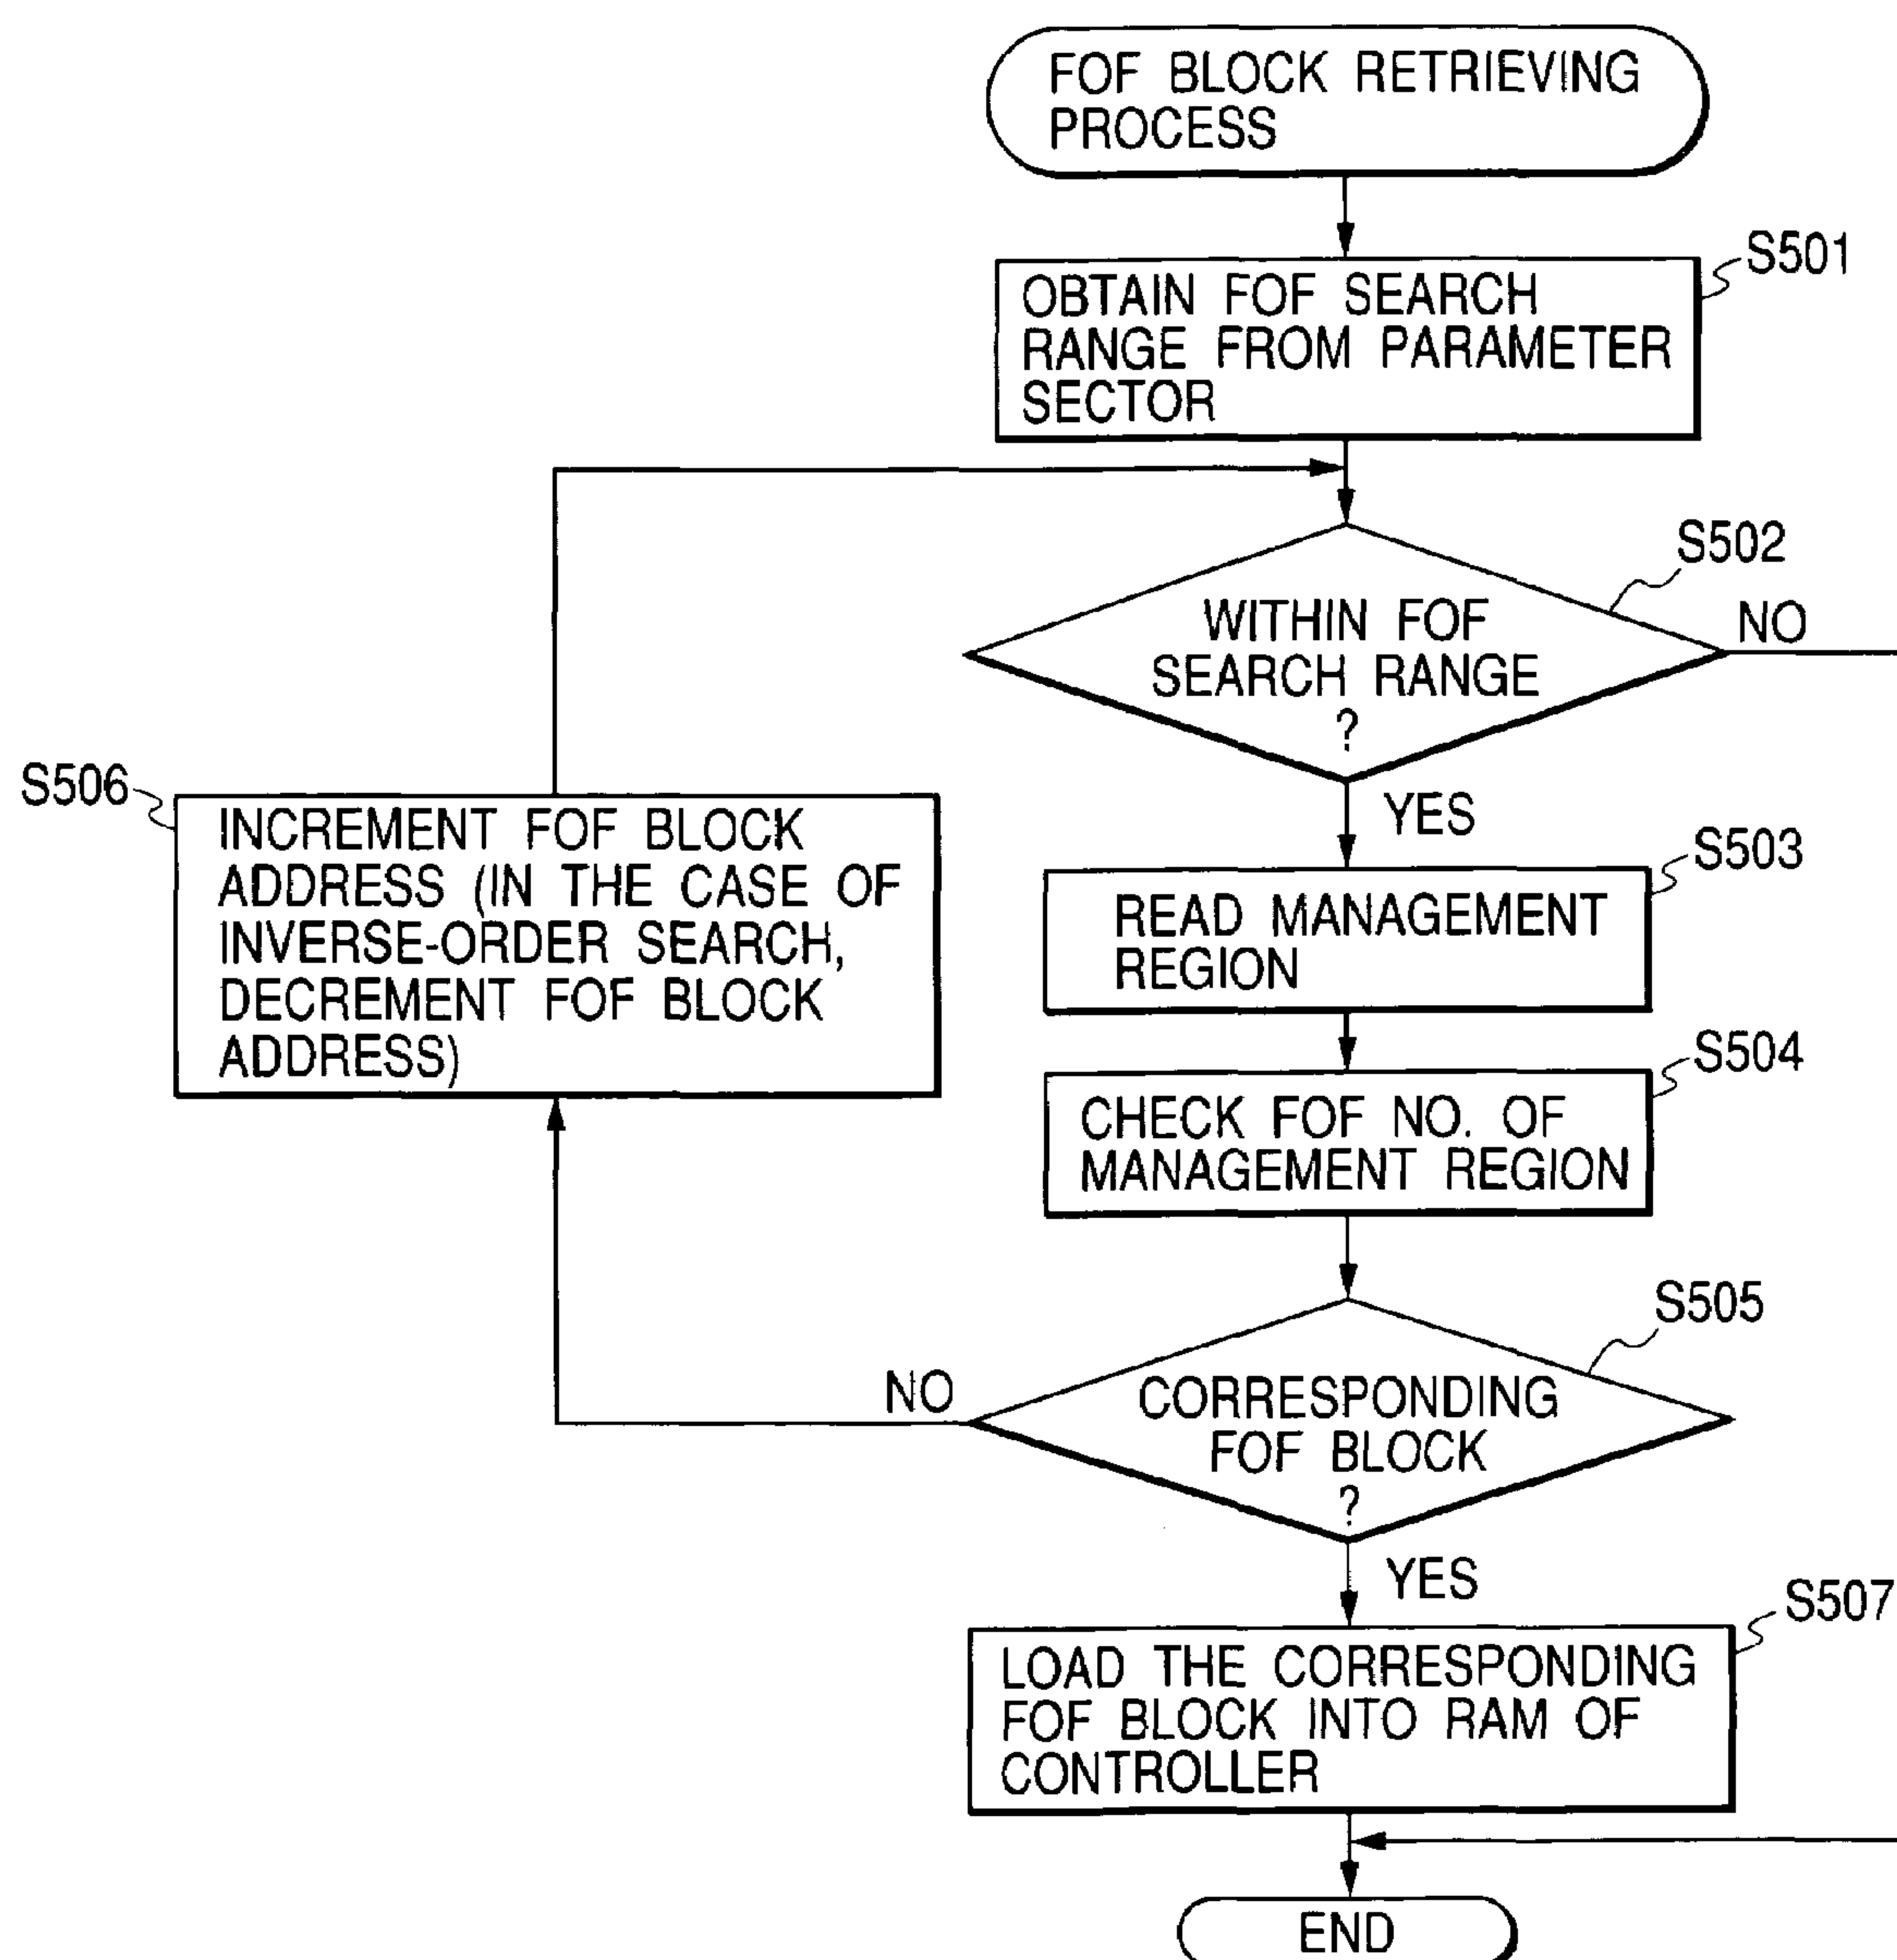 FOF BLOCK RETRIEVING
PROCESS
S501
OBTAIN FOF SEARCH
RANGE FROM PARAMETER
SECTOR
S502
WITHIN FOF
SEARCH RANGE
?
NO
YES
S506
INCREMENT FOF BLOCK
ADDRESS (IN THE CASE OF
INVERSE-ORDER SEARCH,
DECREMENT FOF BLOCK
ADDRESS)
S503
READ MANAGEMENT
REGION
S504
CHECK FOF NO. OF
MANAGEMENT REGION
S505
CORRESPONDING
FOF BLOCK
?
NO
YES
S507
LOAD THE CORRESPONDING
FOF BLOCK INTO RAM OF
CONTROLLER
END